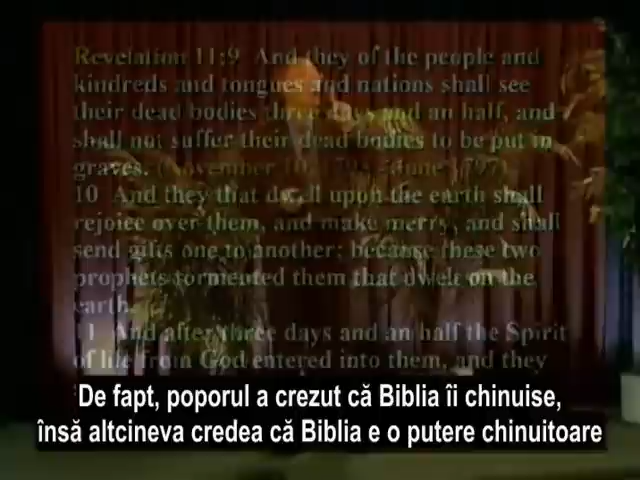 Revelation 11:9 And they of the people and
kindreds and tongues and nations shall see
their dead bodies three days and an half, and
shall not suffer their dead bodies to be put in
graves. (November 10, 1793 - June 1797)
10 And they that dwell upon the earth shall
rejoice over them, and make merry, and shall
send gifts one to another; because these two
prophets tormented them that dwelt on the
earth.
11 And after three days and an half the Spirit
of life from God entered into them, and they
De fapt, poporul a crezut că Biblia îi chinuise,
însă altcineva credea că Biblia e o putere chinuitoare